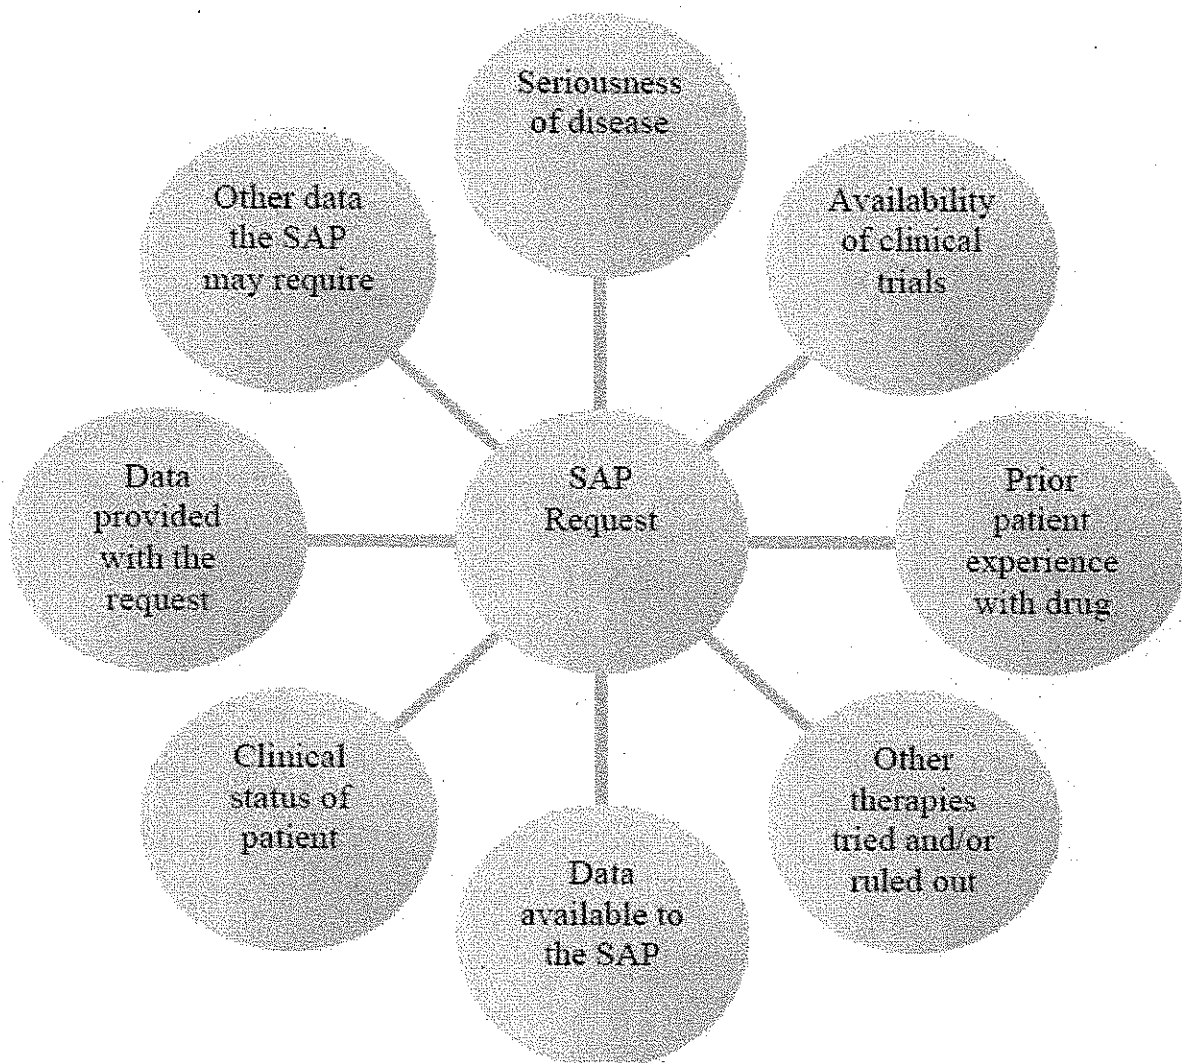 Seriousness
of disease
Availability
of clinical
trials
Prior
patient
experience
with drug
Other
therapies
tried and/or
ruled out
Data
available to
the SAP
Clinical
status of
patient
Data
provided
with the
request
Other data
the SAP
may require
SAP
Request